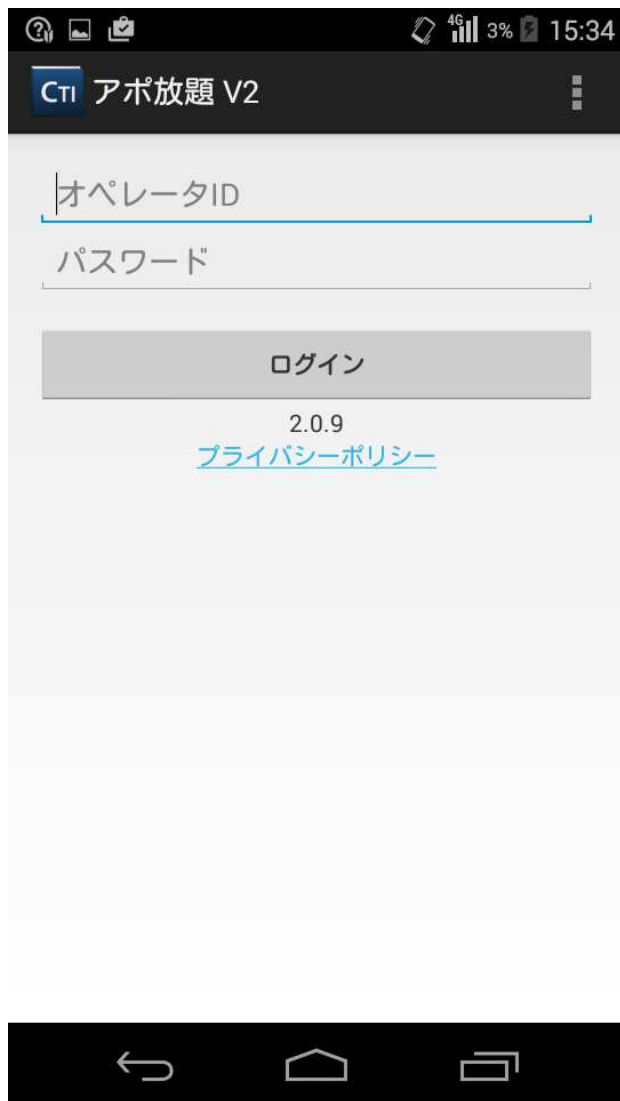 4G 3% 15:34
CTI アポ放題 V2
オペレータID
パスワード
ログイン
2.0.9
プライバシーポリシー